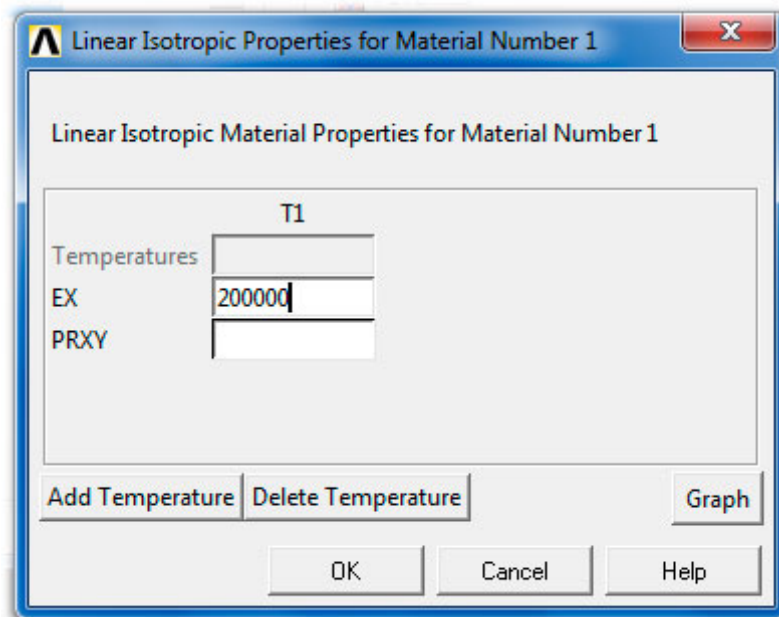 Linear Isotropic Properties for Material Number 1
Linear Isotropic Material Properties for Material Number 1
T1
Temperatures
EX 200000
PRXY
Add Temperature Delete Temperature Graph
OK Cancel Help